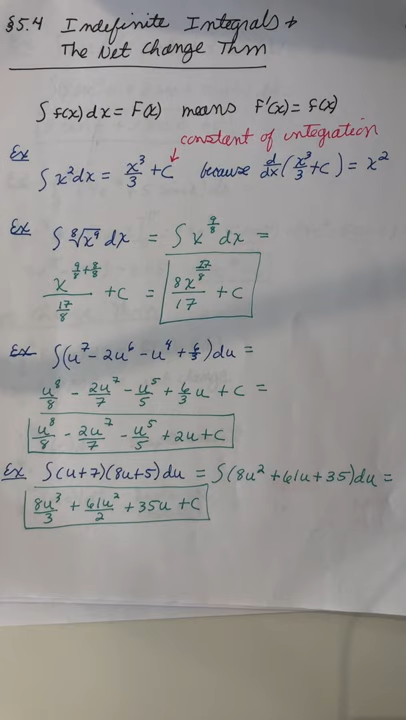 §5.4 Indefinite Integrals &
The Net Change Thm
∫ f(x) dx = F(x) means F'(x) = f(x)
constant of integration
Ex
∫ x² dx = x³/3 + C because d/dx (x³/3 + C) = x²
Ex ∫ ⁸√x⁹ dx = ∫ x^(9/8) dx =
x^(9/8 + 8/8) / (17/8) + C = 8x^(17/8) / 17 + C
Ex ∫(u⁷ - 2u⁶ - u⁴ + 6/3) du =
u⁸/8 - 2u⁷/7 - u⁵/5 + 6/3 u + C =
u⁸/8 - 2u⁷/7 - u⁵/5 + 2u + C
Ex ∫(u+7)(8u+5) du = ∫(8u² + 61u + 35) du =
8u³/3 + 61u²/2 + 35u + C